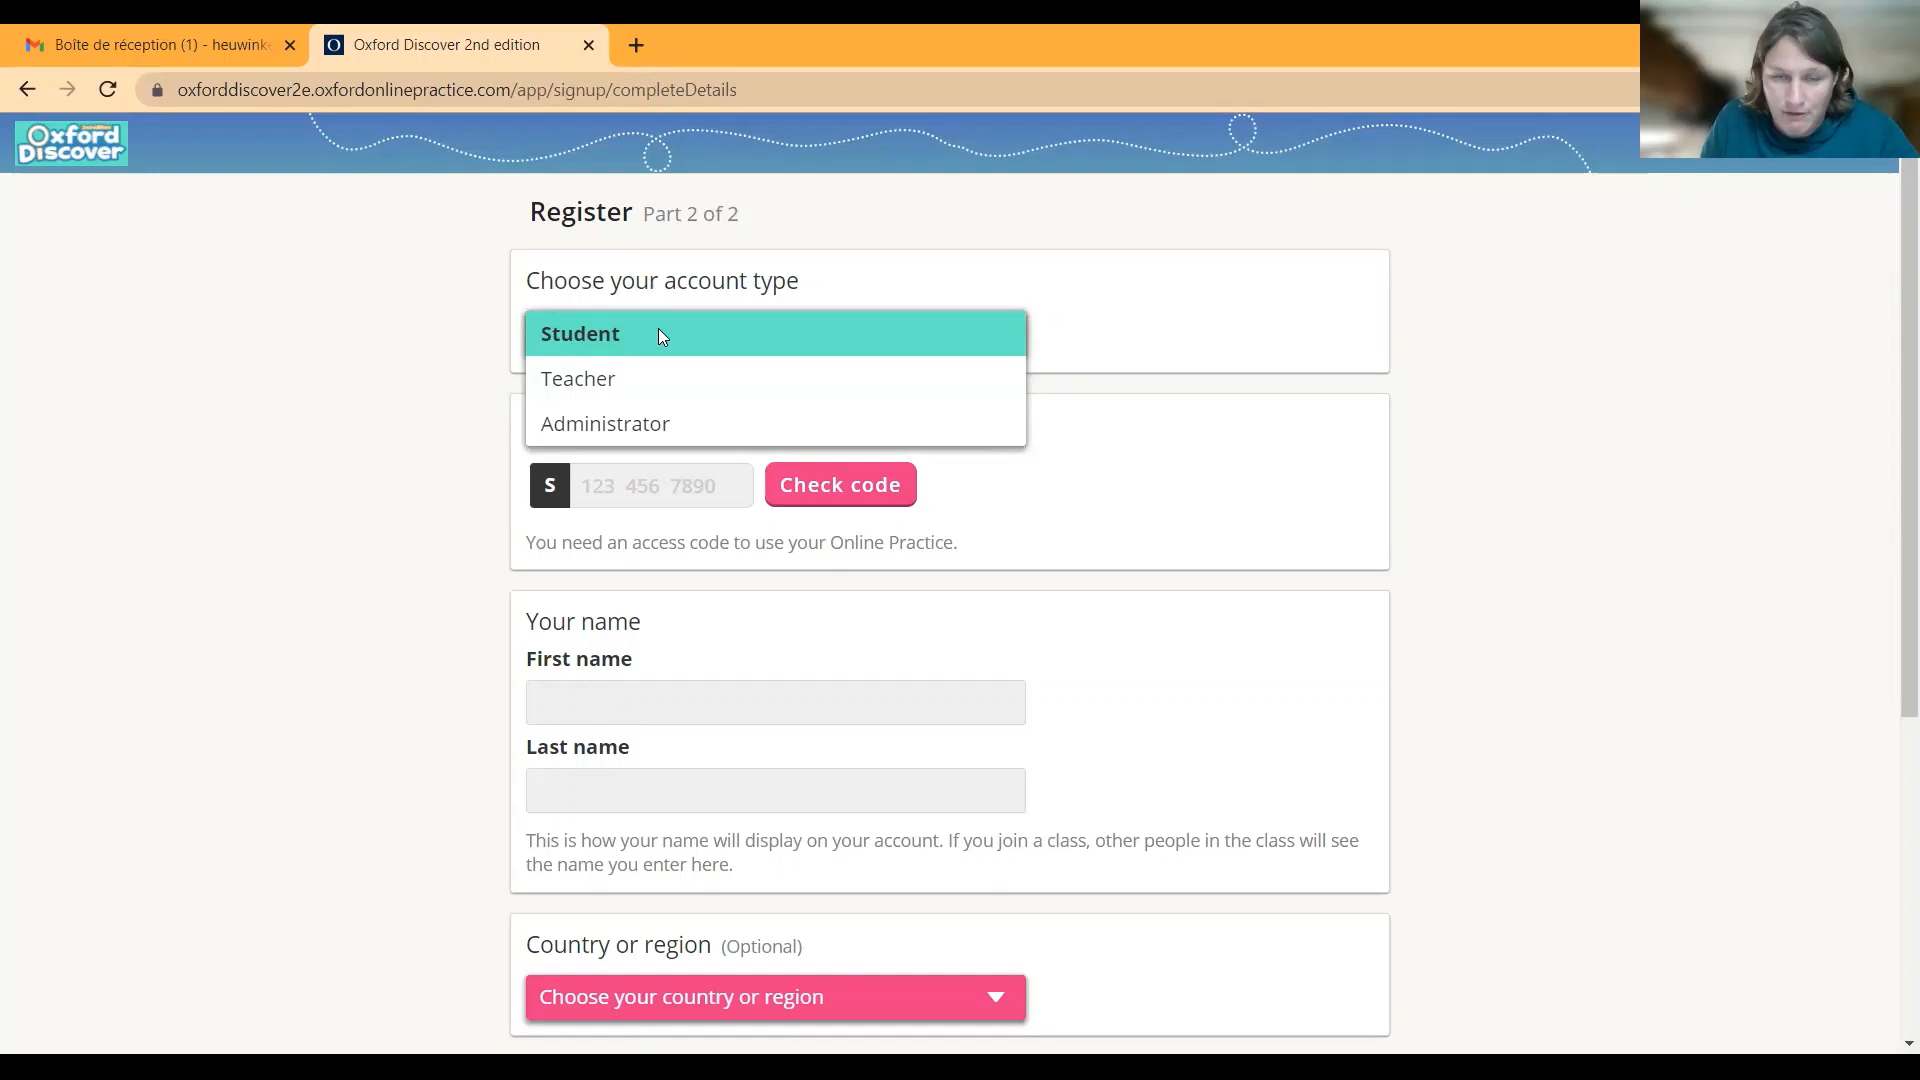 Boîte de réception (1) - heuwink
Oxford Discover 2nd edition
oxforddiscover2e.oxfordonlinepractice.com/app/signup/completeDetails
Oxford
Discover
Register Part 2 of 2
Choose your account type
Student
Teacher
Administrator
S 123 456 7890 Check code
You need an access code to use your Online Practice.
Your name
First name
Last name
This is how your name will display on your account. If you join a class, other people in the class will see
the name you enter here.
Country or region (Optional)
Choose your country or region